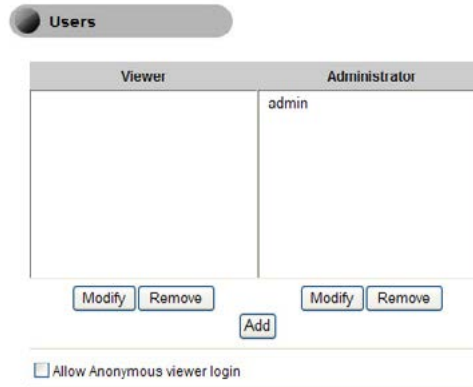 Users
Viewer Administrator
admin
Modify Remove Modify Remove
Add
Allow Anonymous viewer login